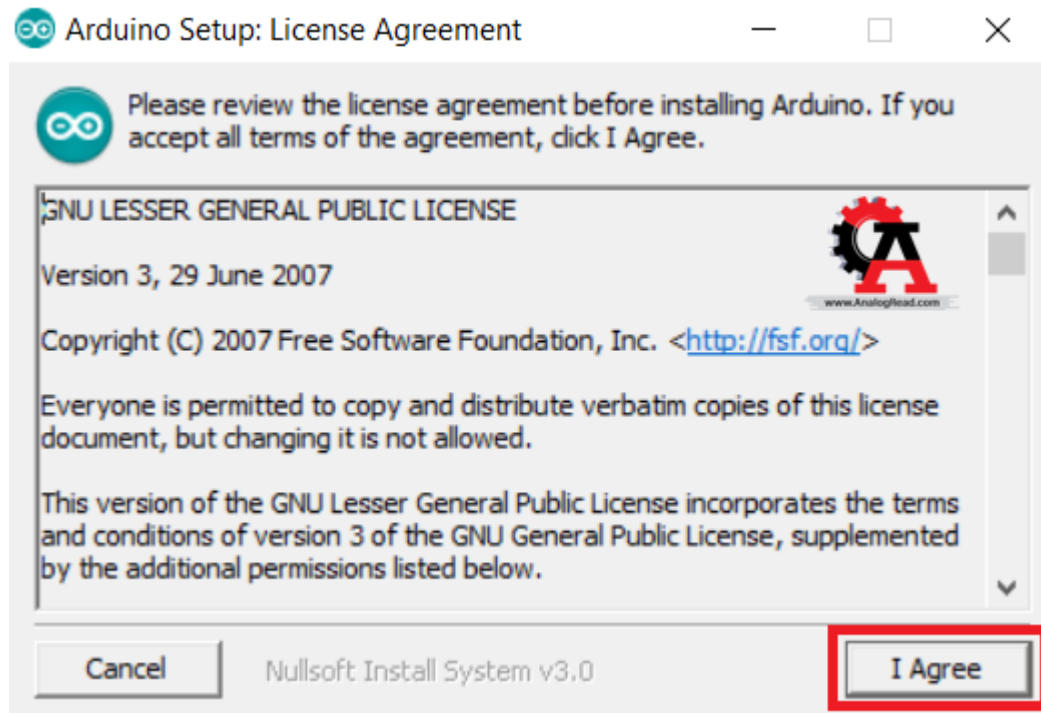 Arduino Setup: License Agreement
Please review the license agreement before installing Arduino. If you
accept all terms of the agreement, click I Agree.
GNU LESSER GENERAL PUBLIC LICENSE
www.AnalogRead.com
Version 3, 29 June 2007
Copyright (C) 2007 Free Software Foundation, Inc. <http://fsf.org/>
Everyone is permitted to copy and distribute verbatim copies of this license
document, but changing it is not allowed.
This version of the GNU Lesser General Public License incorporates the terms
and conditions of version 3 of the GNU General Public License, supplemented
by the additional permissions listed below.
Cancel
Nullsoft Install System v3.0
I Agree